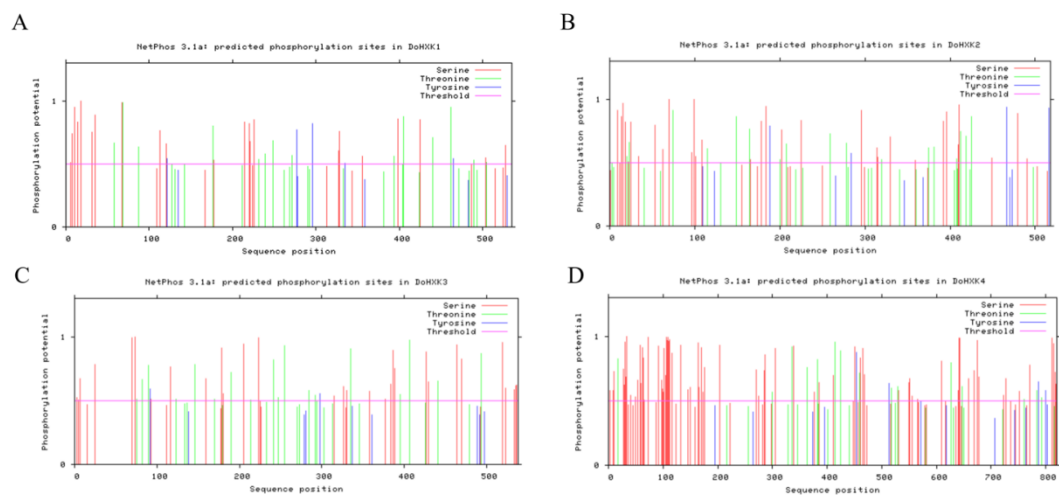 A
NetPhos 3.1a: predicted phosphorylation sites in DoHXK1
Serine
Threonine
Tyrosine
Threshold
Phosphorylation potential
1
0
0 100 200 300 400 500
Sequence position
B
NetPhos 3.1a: predicted phosphorylation sites in DoHXK2
Serine
Threonine
Tyrosine
Threshold
Phosphorylation potential
1
0
0 100 200 300 400 500
Sequence position
C
NetPhos 3.1a: predicted phosphorylation sites in DoHXK3
Serine
Threonine
Tyrosine
Threshold
Phosphorylation potential
1
0
0 100 200 300 400 500
Sequence position
D
NetPhos 3.1a: predicted phosphorylation sites in DoHXK4
Serine
Threonine
Tyrosine
Threshold
Phosphorylation potential
1
0
0 100 200 300 400 500 600 700 800
Sequence position